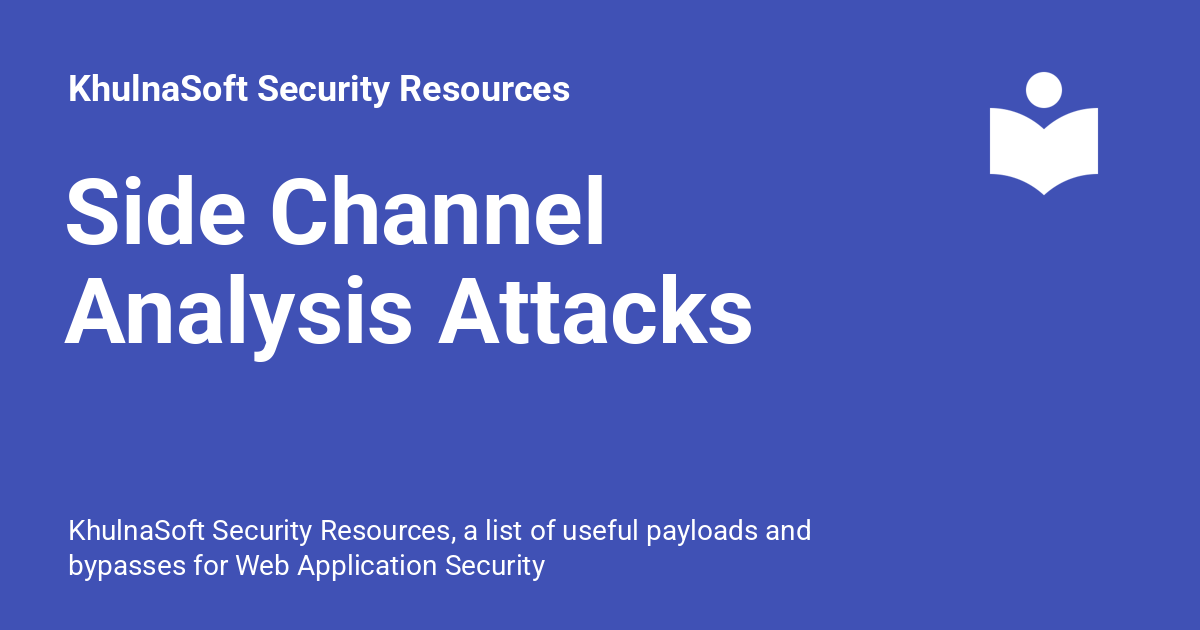 KhulnaSoft Security Resources
Side Channel
Analysis Attacks
KhulnaSoft Security Resources, a list of useful payloads and
bypasses for Web Application Security